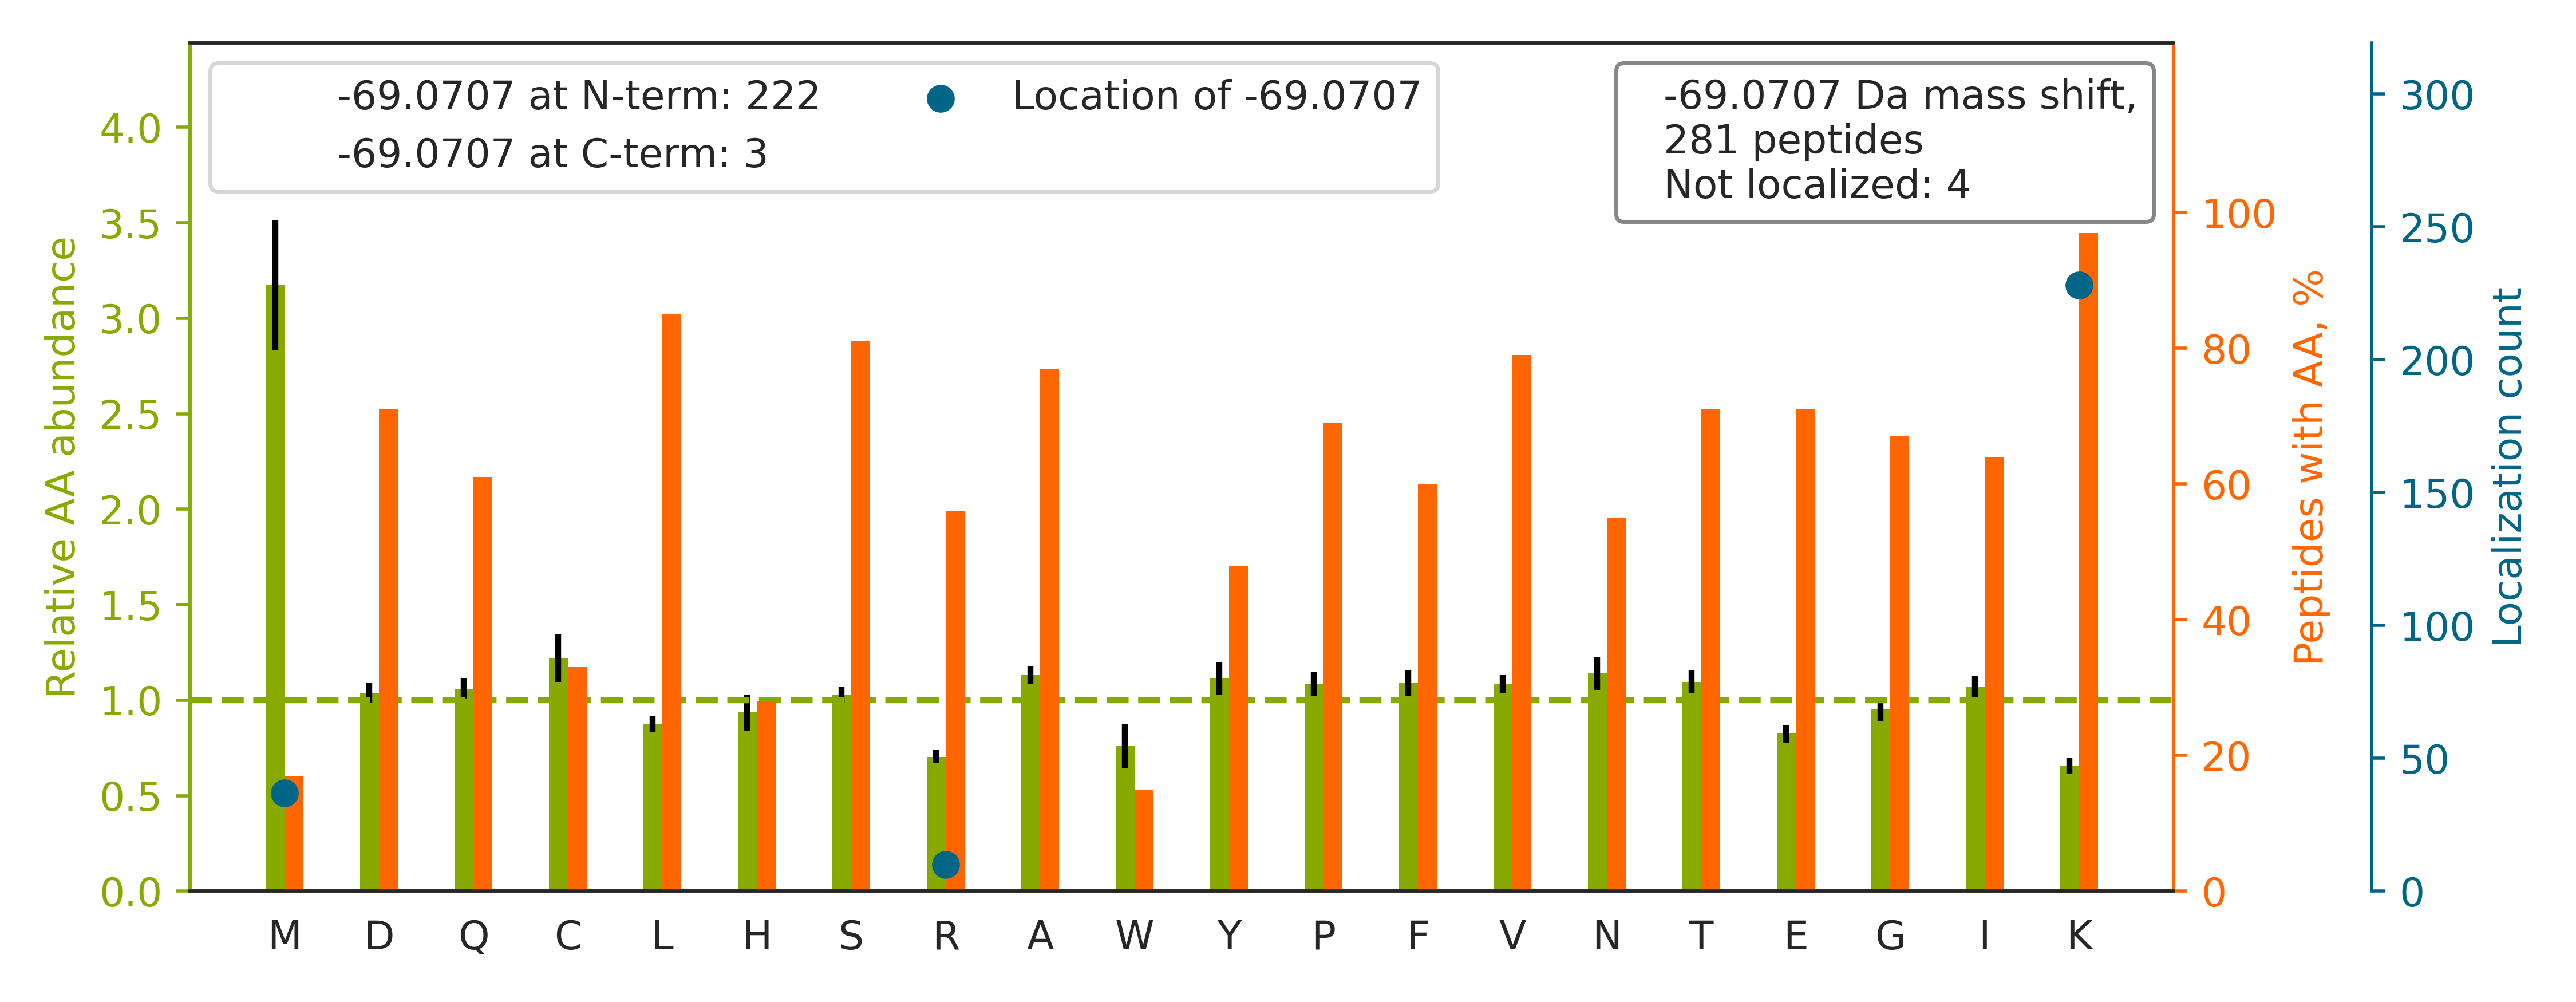 -69.0707 at N-term: 222
-69.0707 at C-term: 3
Location of -69.0707
-69.0707 Da mass shift,
281 peptides
Not localized: 4
Relative AA abundance
4.0
3.5
3.0
2.5
2.0
1.5
1.0
0.5
0.0
100
80
60
40
20
0
Peptides with AA, %
300
250
200
150
100
50
0
Localization count
M D Q C L H S R A W Y P F V N T E G I K